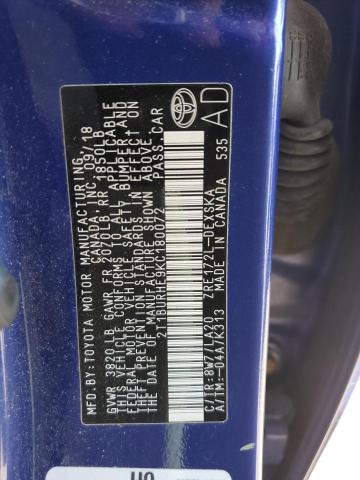 MFD.BY: TOYOTA MOTOR MANUFACTURING
CANADA, INC. 09/18
GVWR 3820LB GAWR FR 2070LB RR 1850LB
THIS VEHICLE CONFORMS TO ALL APPLICABLE
FEDERAL MOTOR VEHICLE SAFETY, BUMPER, AND
THEFT PREVENTION STANDARDS IN EFFECT ON
THE DATE OF MANUFACTURE SHOWN ABOVE.
2T1BURHE9KC180072 PASS.CAR
C/TR:8W7/LA20 ZRE172L-DEKSKA
A/TM:-04A/K313 MADE IN CANADA 535
AD